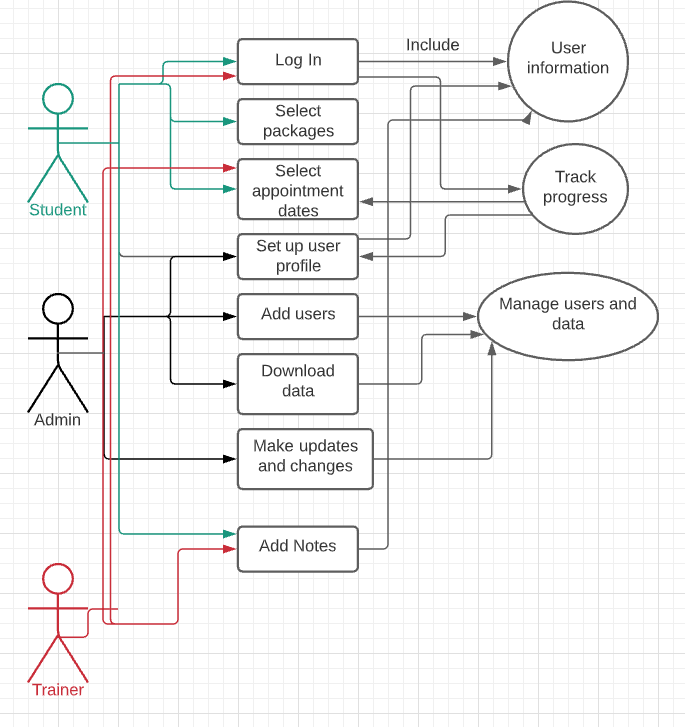 Log In
Include
User
information
Select
packages
Student
Select
appointment
dates
Track
progress
Set up user
profile
Add users
Manage users and
data
Admin
Download
data
Make updates
and changes
Add Notes
Trainer